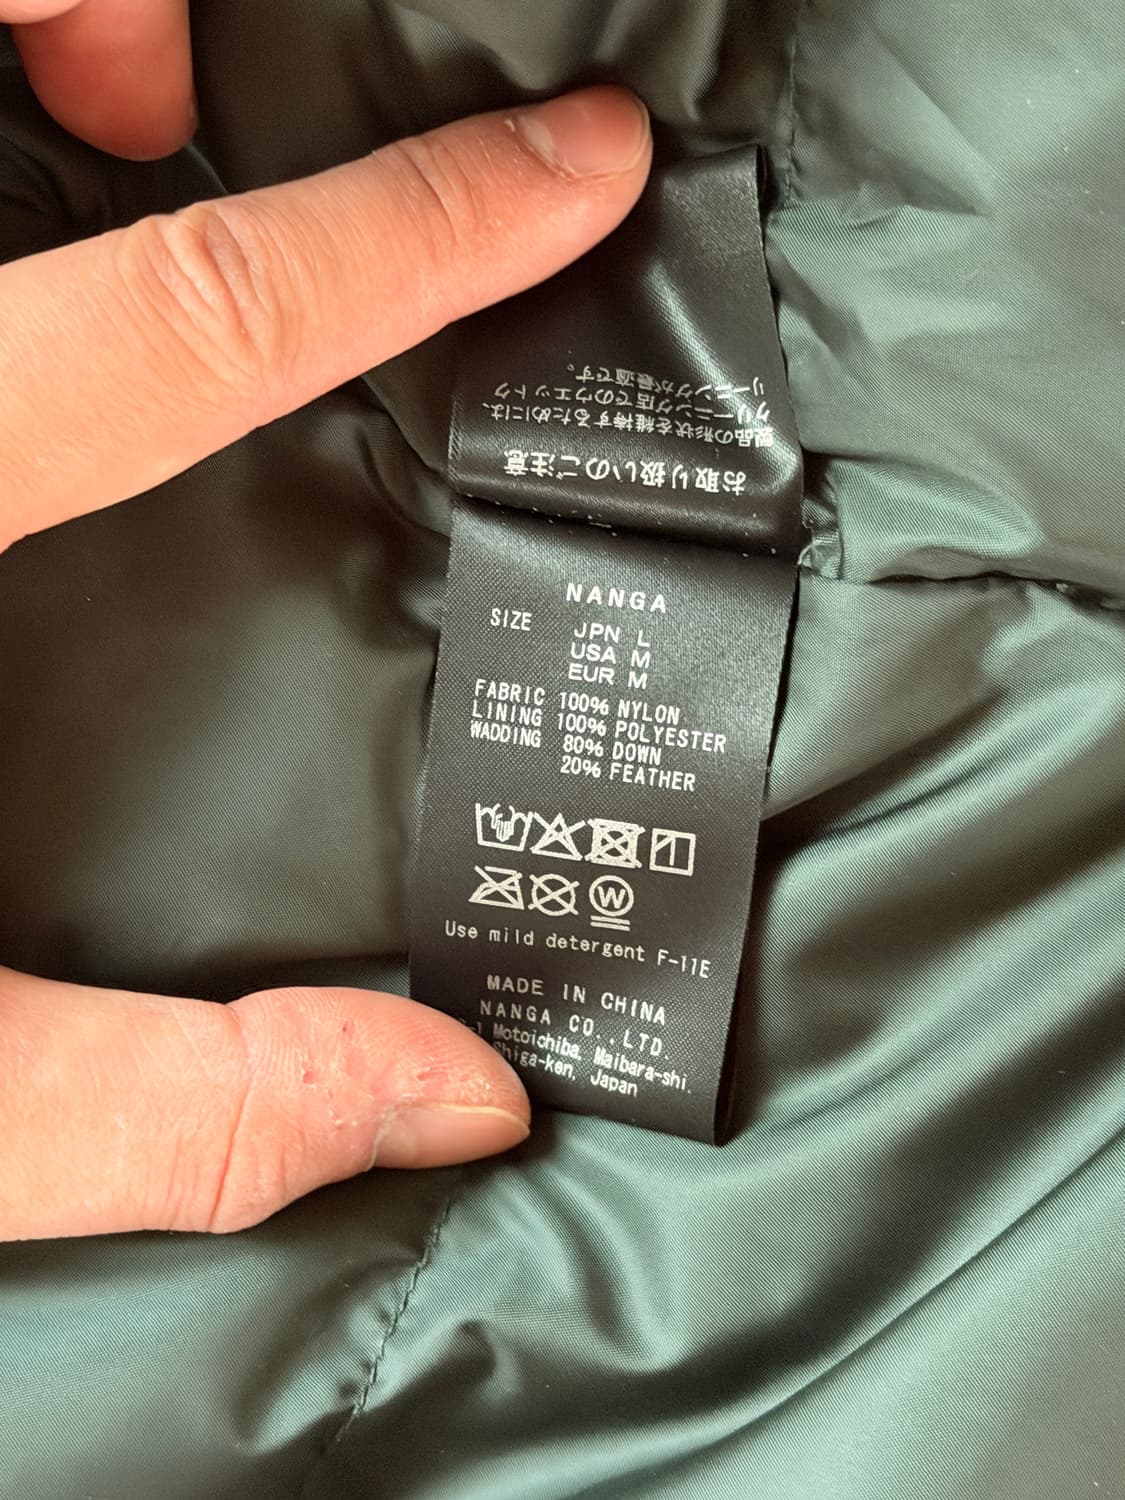 お取り扱いのご注意
製品の形状を維持するためには、
クリーニング店でのウエットク
リーニングが最適です。
NANGA
SIZE JPN L
USA M
EUR M
FABRIC 100% NYLON
LINING 100% POLYESTER
WADDING 80% DOWN
20% FEATHER
W
Use mild detergent F-11E
MADE IN CHINA
NANGA CO.,LTD.
Motoichiba, Maibara-shi.
Shiga-ken, Japan